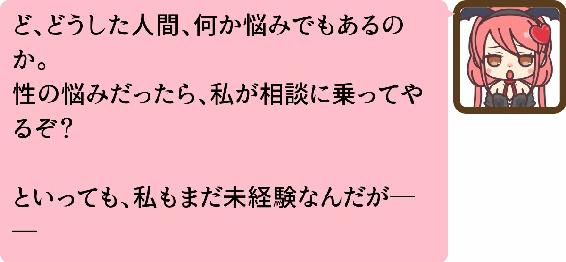 ど､どうした人間､何か悩みでもあるの
か。
性の悩みだったら､私が相談に乗ってや
るぞ？
といっても､私もまだ未経験なんだが―
―